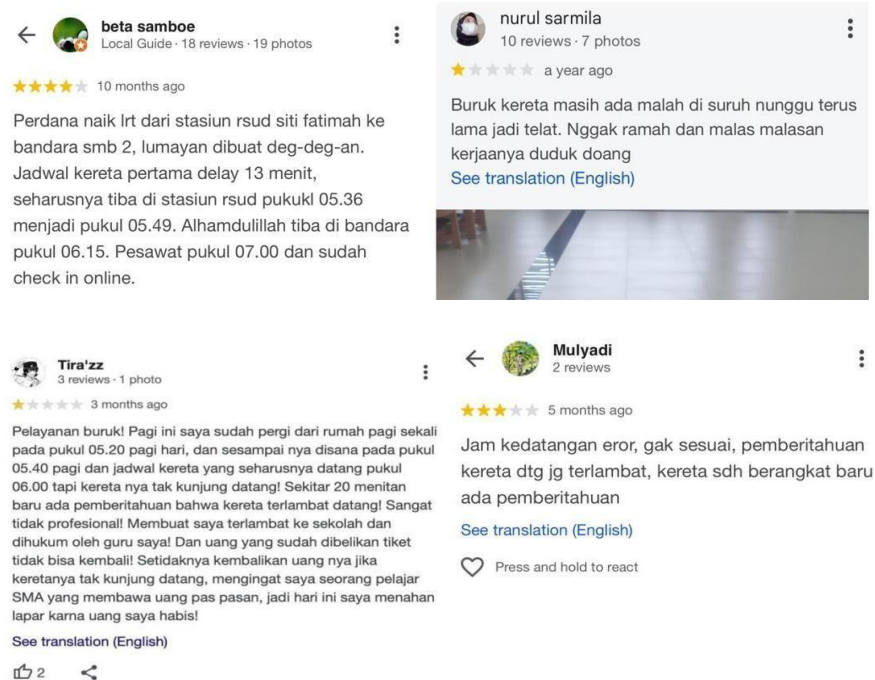 beta samboe
Local Guide · 18 reviews · 19 photos
10 months ago
Perdana naik lrt dari stasiun rsud siti fatimah ke
bandara smb 2, lumayan dibuat deg-deg-an.
Jadwal kereta pertama delay 13 menit,
seharusnya tiba di stasiun rsud pukukl 05.36
menjadi pukul 05.49. Alhamdulillah tiba di bandara
pukul 06.15. Pesawat pukul 07.00 dan sudah
check in online.
nurul sarmila
10 reviews · 7 photos
a year ago
Buruk kereta masih ada malah di suruh nunggu terus
lama jadi telat. Nggak ramah dan malas malasan
kerjaanya duduk doang
See translation (English)
Tira'zz
3 reviews · 1 photo
3 months ago
Pelayanan buruk! Pagi ini saya sudah pergi dari rumah pagi sekali
pada pukul 05.20 pagi hari, dan sesampai nya disana pada pukul
05.40 pagi dan jadwal kereta yang seharusnya datang pukul
06.00 tapi kereta nya tak kunjung datang! Sekitar 20 menitan
baru ada pemberitahuan bahwa kereta terlambat datang! Sangat
tidak profesional! Membuat saya terlambat ke sekolah dan
dihukum oleh guru saya! Dan uang yang sudah dibelikan tiket
tidak bisa kembali! Setidaknya kembalikan uang nya jika
keretanya tak kunjung datang, mengingat saya seorang pelajar
SMA yang membawa uang pas pasan, jadi hari ini saya menahan
lapar karna uang saya habis!
See translation (English)
2
Mulyadi
2 reviews
5 months ago
Jam kedatangan eror, gak sesuai, pemberitahuan
kereta dtg jg terlambat, kereta sdh berangkat baru
ada pemberitahuan
See translation (English)
Press and hold to react